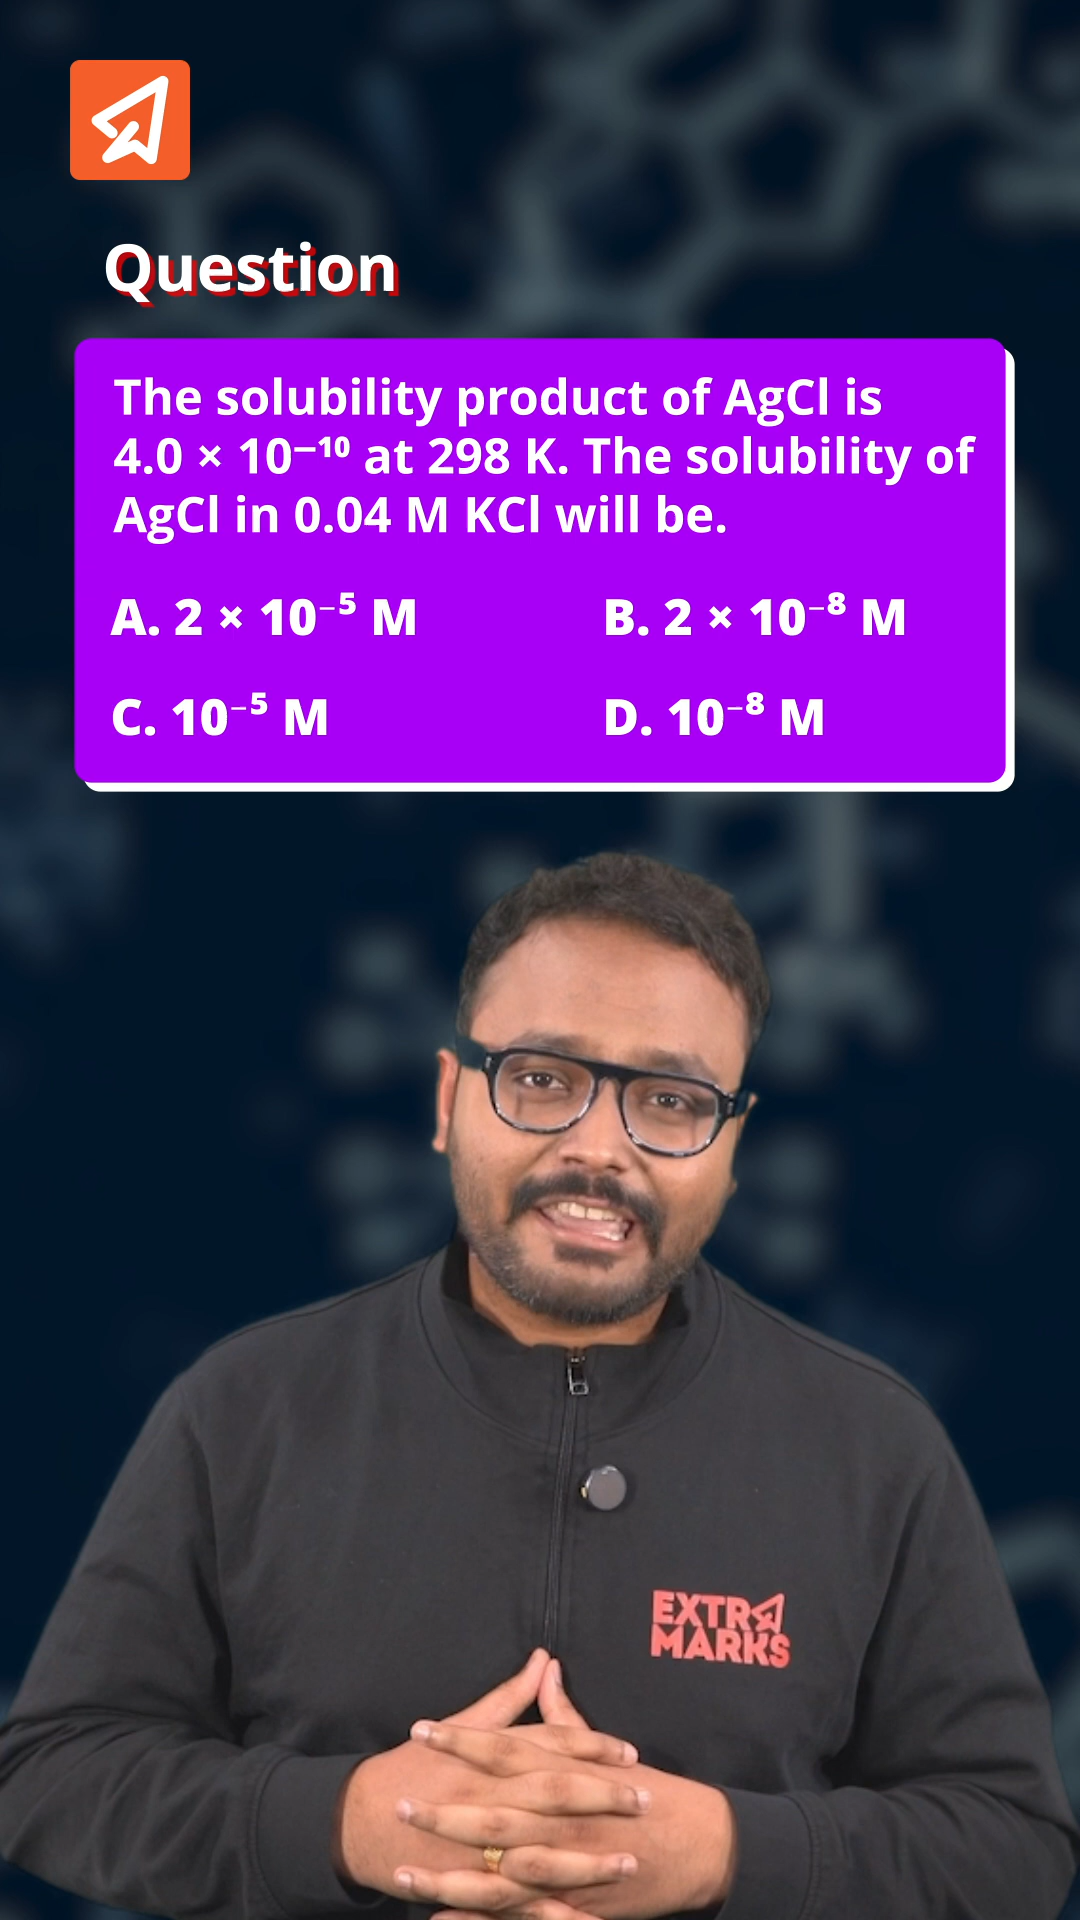 Question
The solubility product of AgCl is
4.0 × 10⁻¹⁰ at 298 K. The solubility of
AgCl in 0.04 M KCl will be.
A. 2 × 10⁻⁵ M
B. 2 × 10⁻⁸ M
C. 10⁻⁵ M
D. 10⁻⁸ M
EXTRA
MARKS